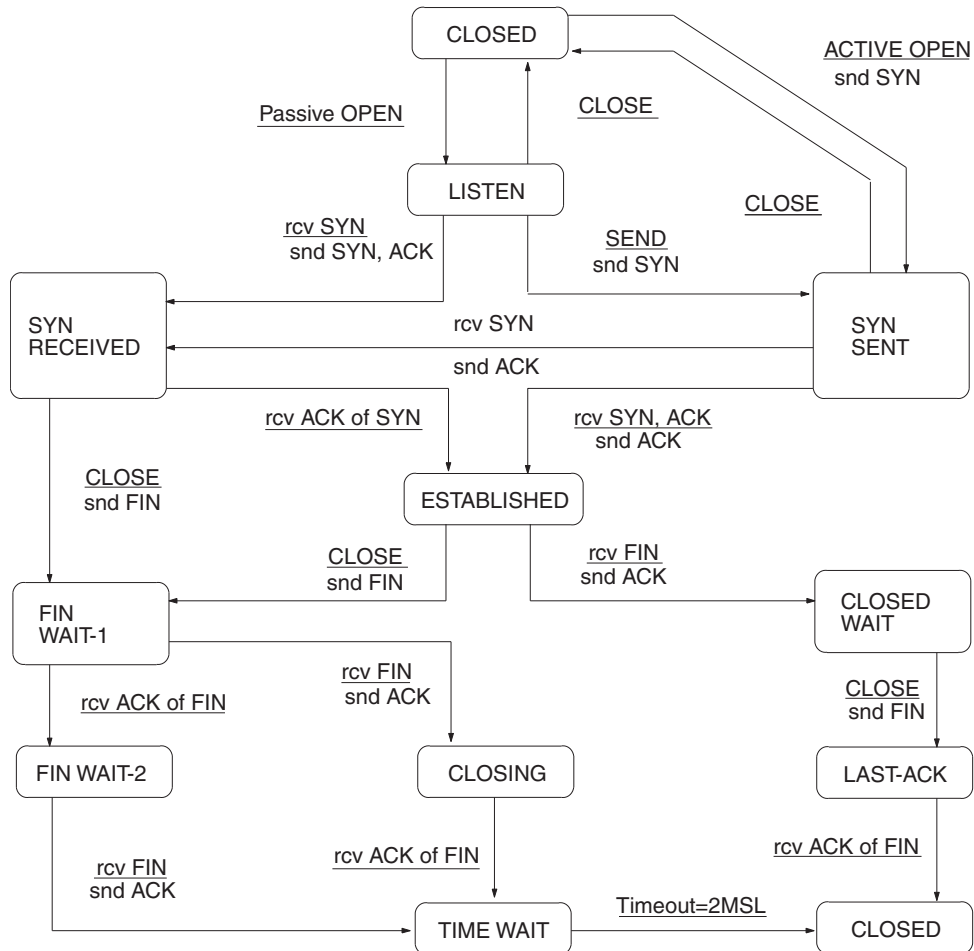 CLOSED
ACTIVE OPEN
snd SYN
Passive OPEN
CLOSE
LISTEN
CLOSE
rcv SYN
snd SYN, ACK
SEND
snd SYN
SYN
RECEIVED
rcv SYN
snd ACK
SYN
SENT
rcv ACK of SYN
rcv SYN, ACK
snd ACK
CLOSE
snd FIN
ESTABLISHED
CLOSE
snd FIN
rcv FIN
snd ACK
FIN
WAIT-1
CLOSED
WAIT
rcv ACK of FIN
rcv FIN
snd ACK
CLOSE
snd FIN
FIN WAIT-2
CLOSING
LAST-ACK
rcv FIN
snd ACK
rcv ACK of FIN
rcv ACK of FIN
TIME WAIT
Timeout=2MSL
CLOSED